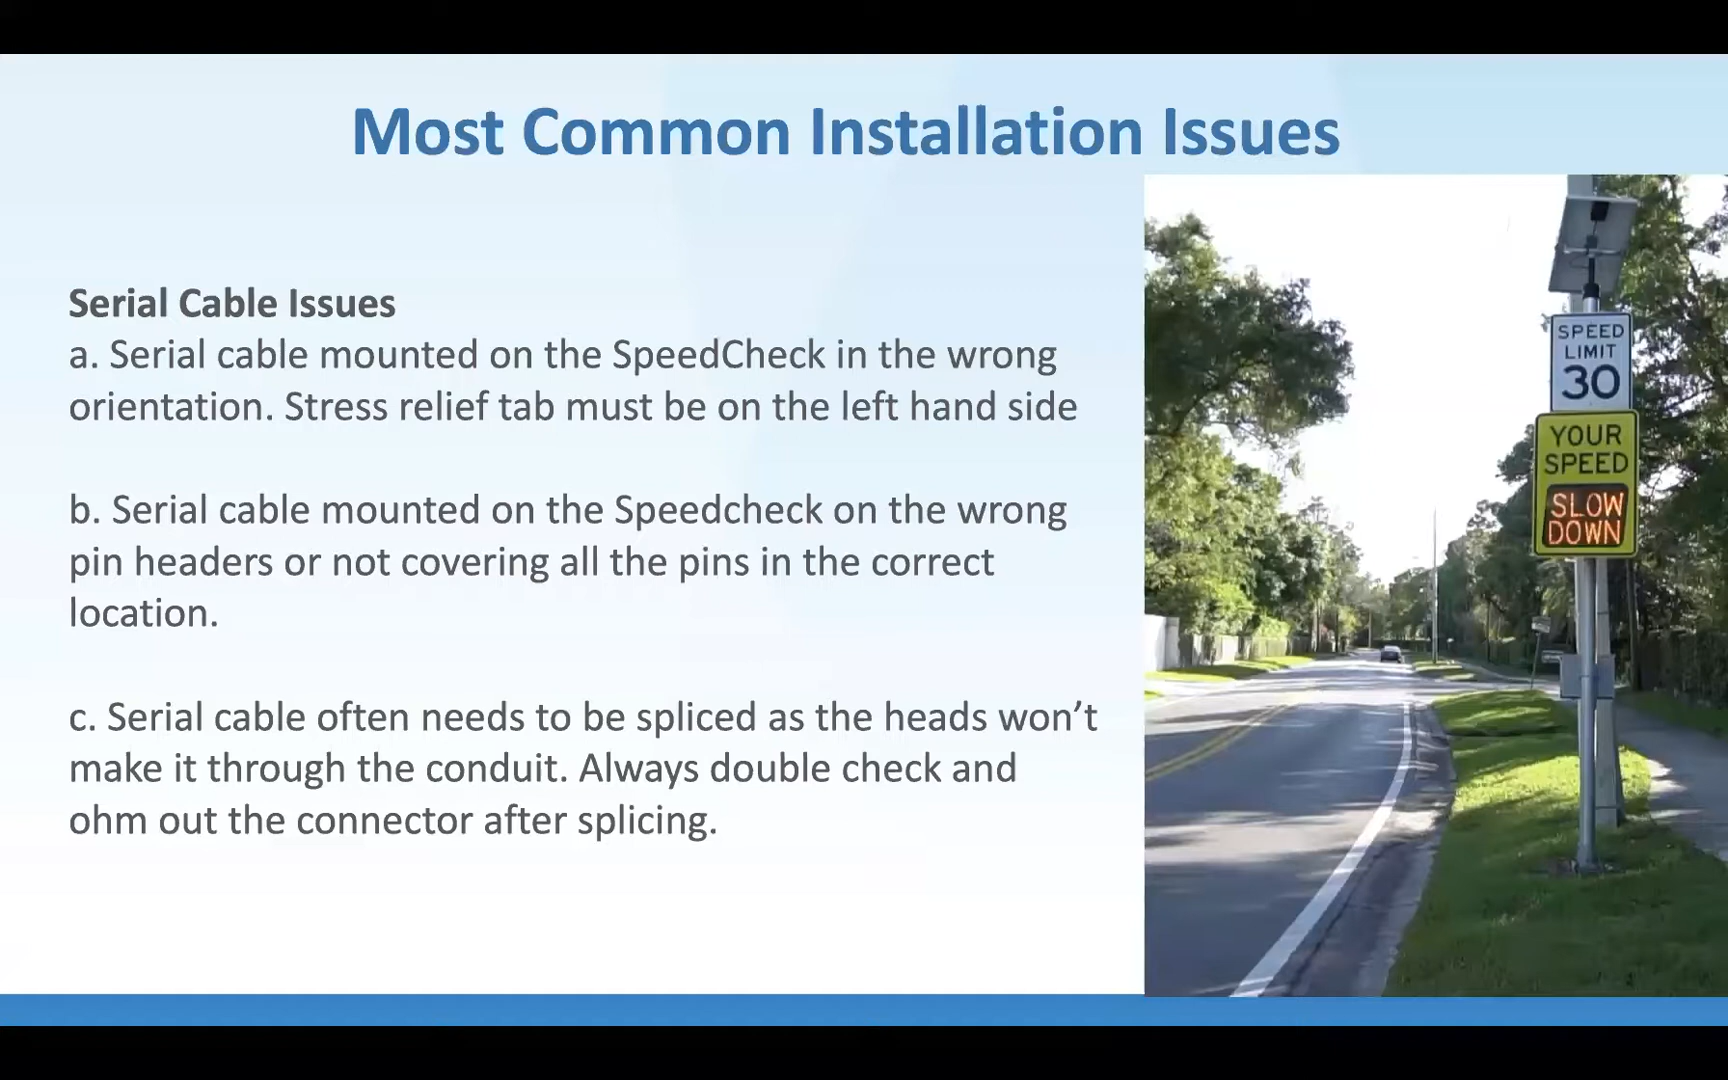 Most Common Installation Issues
Serial Cable Issues
a. Serial cable mounted on the SpeedCheck in the wrong
orientation. Stress relief tab must be on the left hand side
b. Serial cable mounted on the Speedcheck on the wrong
pin headers or not covering all the pins in the correct
location.
c. Serial cable often needs to be spliced as the heads won’t
make it through the conduit. Always double check and
ohm out the connector after splicing.
SPEED
LIMIT
30
YOUR
SPEED
SLOW
DOWN